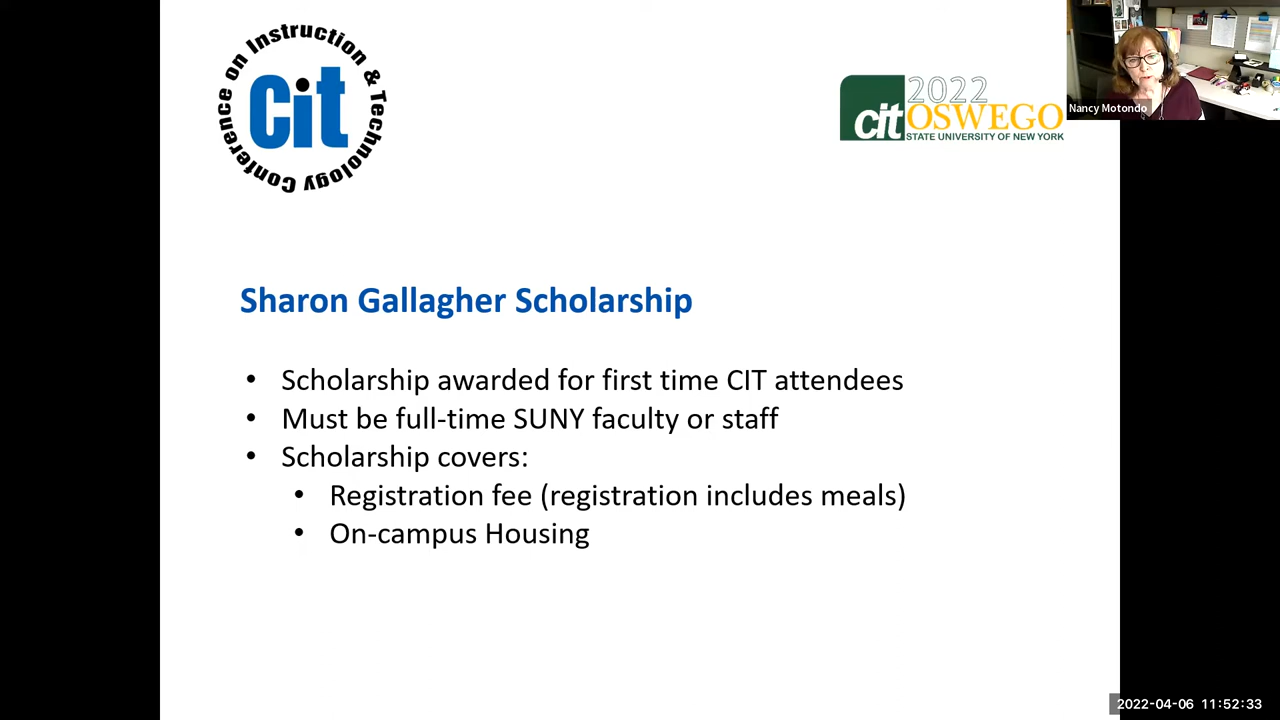 Conference on Instruction & Technology
Cit
2022
cit OSWEGO
STATE UNIVERSITY OF NEW YORK
Nancy Motondo
Sharon Gallagher Scholarship
• Scholarship awarded for first time CIT attendees
• Must be full-time SUNY faculty or staff
• Scholarship covers:
• Registration fee (registration includes meals)
• On-campus Housing
2022-04-06 11:52:33